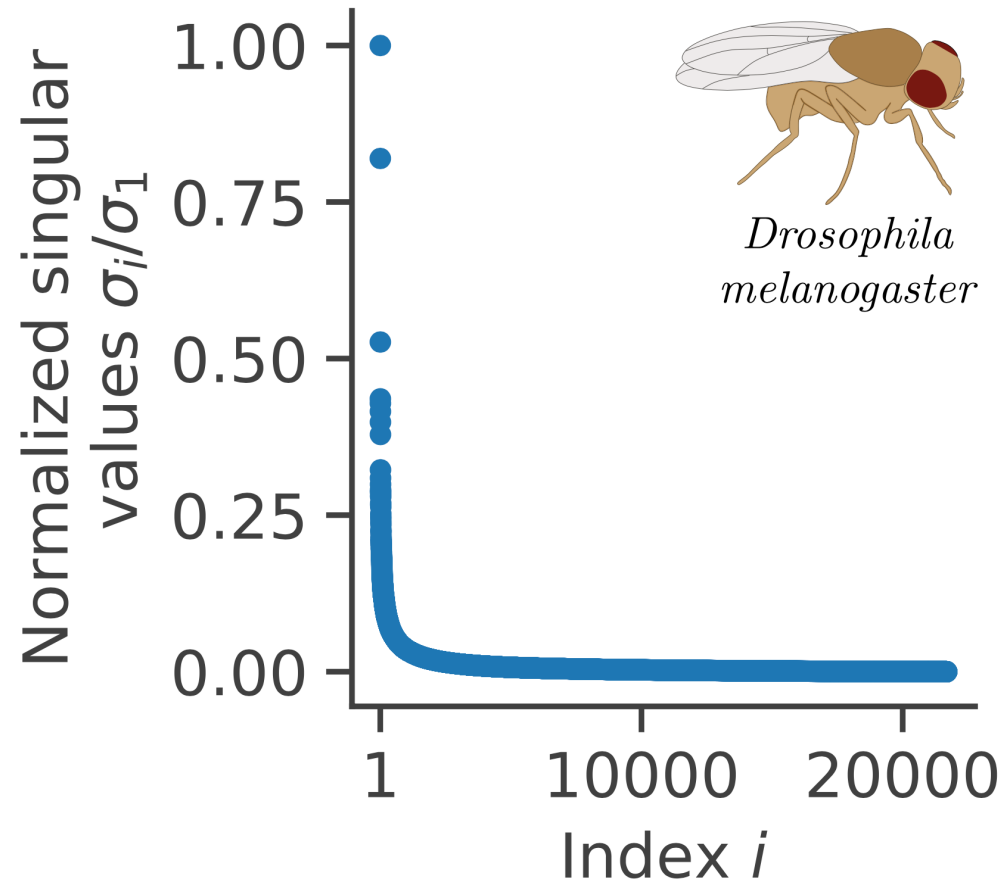 Normalized singular
values σᵢ/σ₁
1.00
0.75
0.50
0.25
0.00
Drosophila
melanogaster
1 10000 20000
Index i